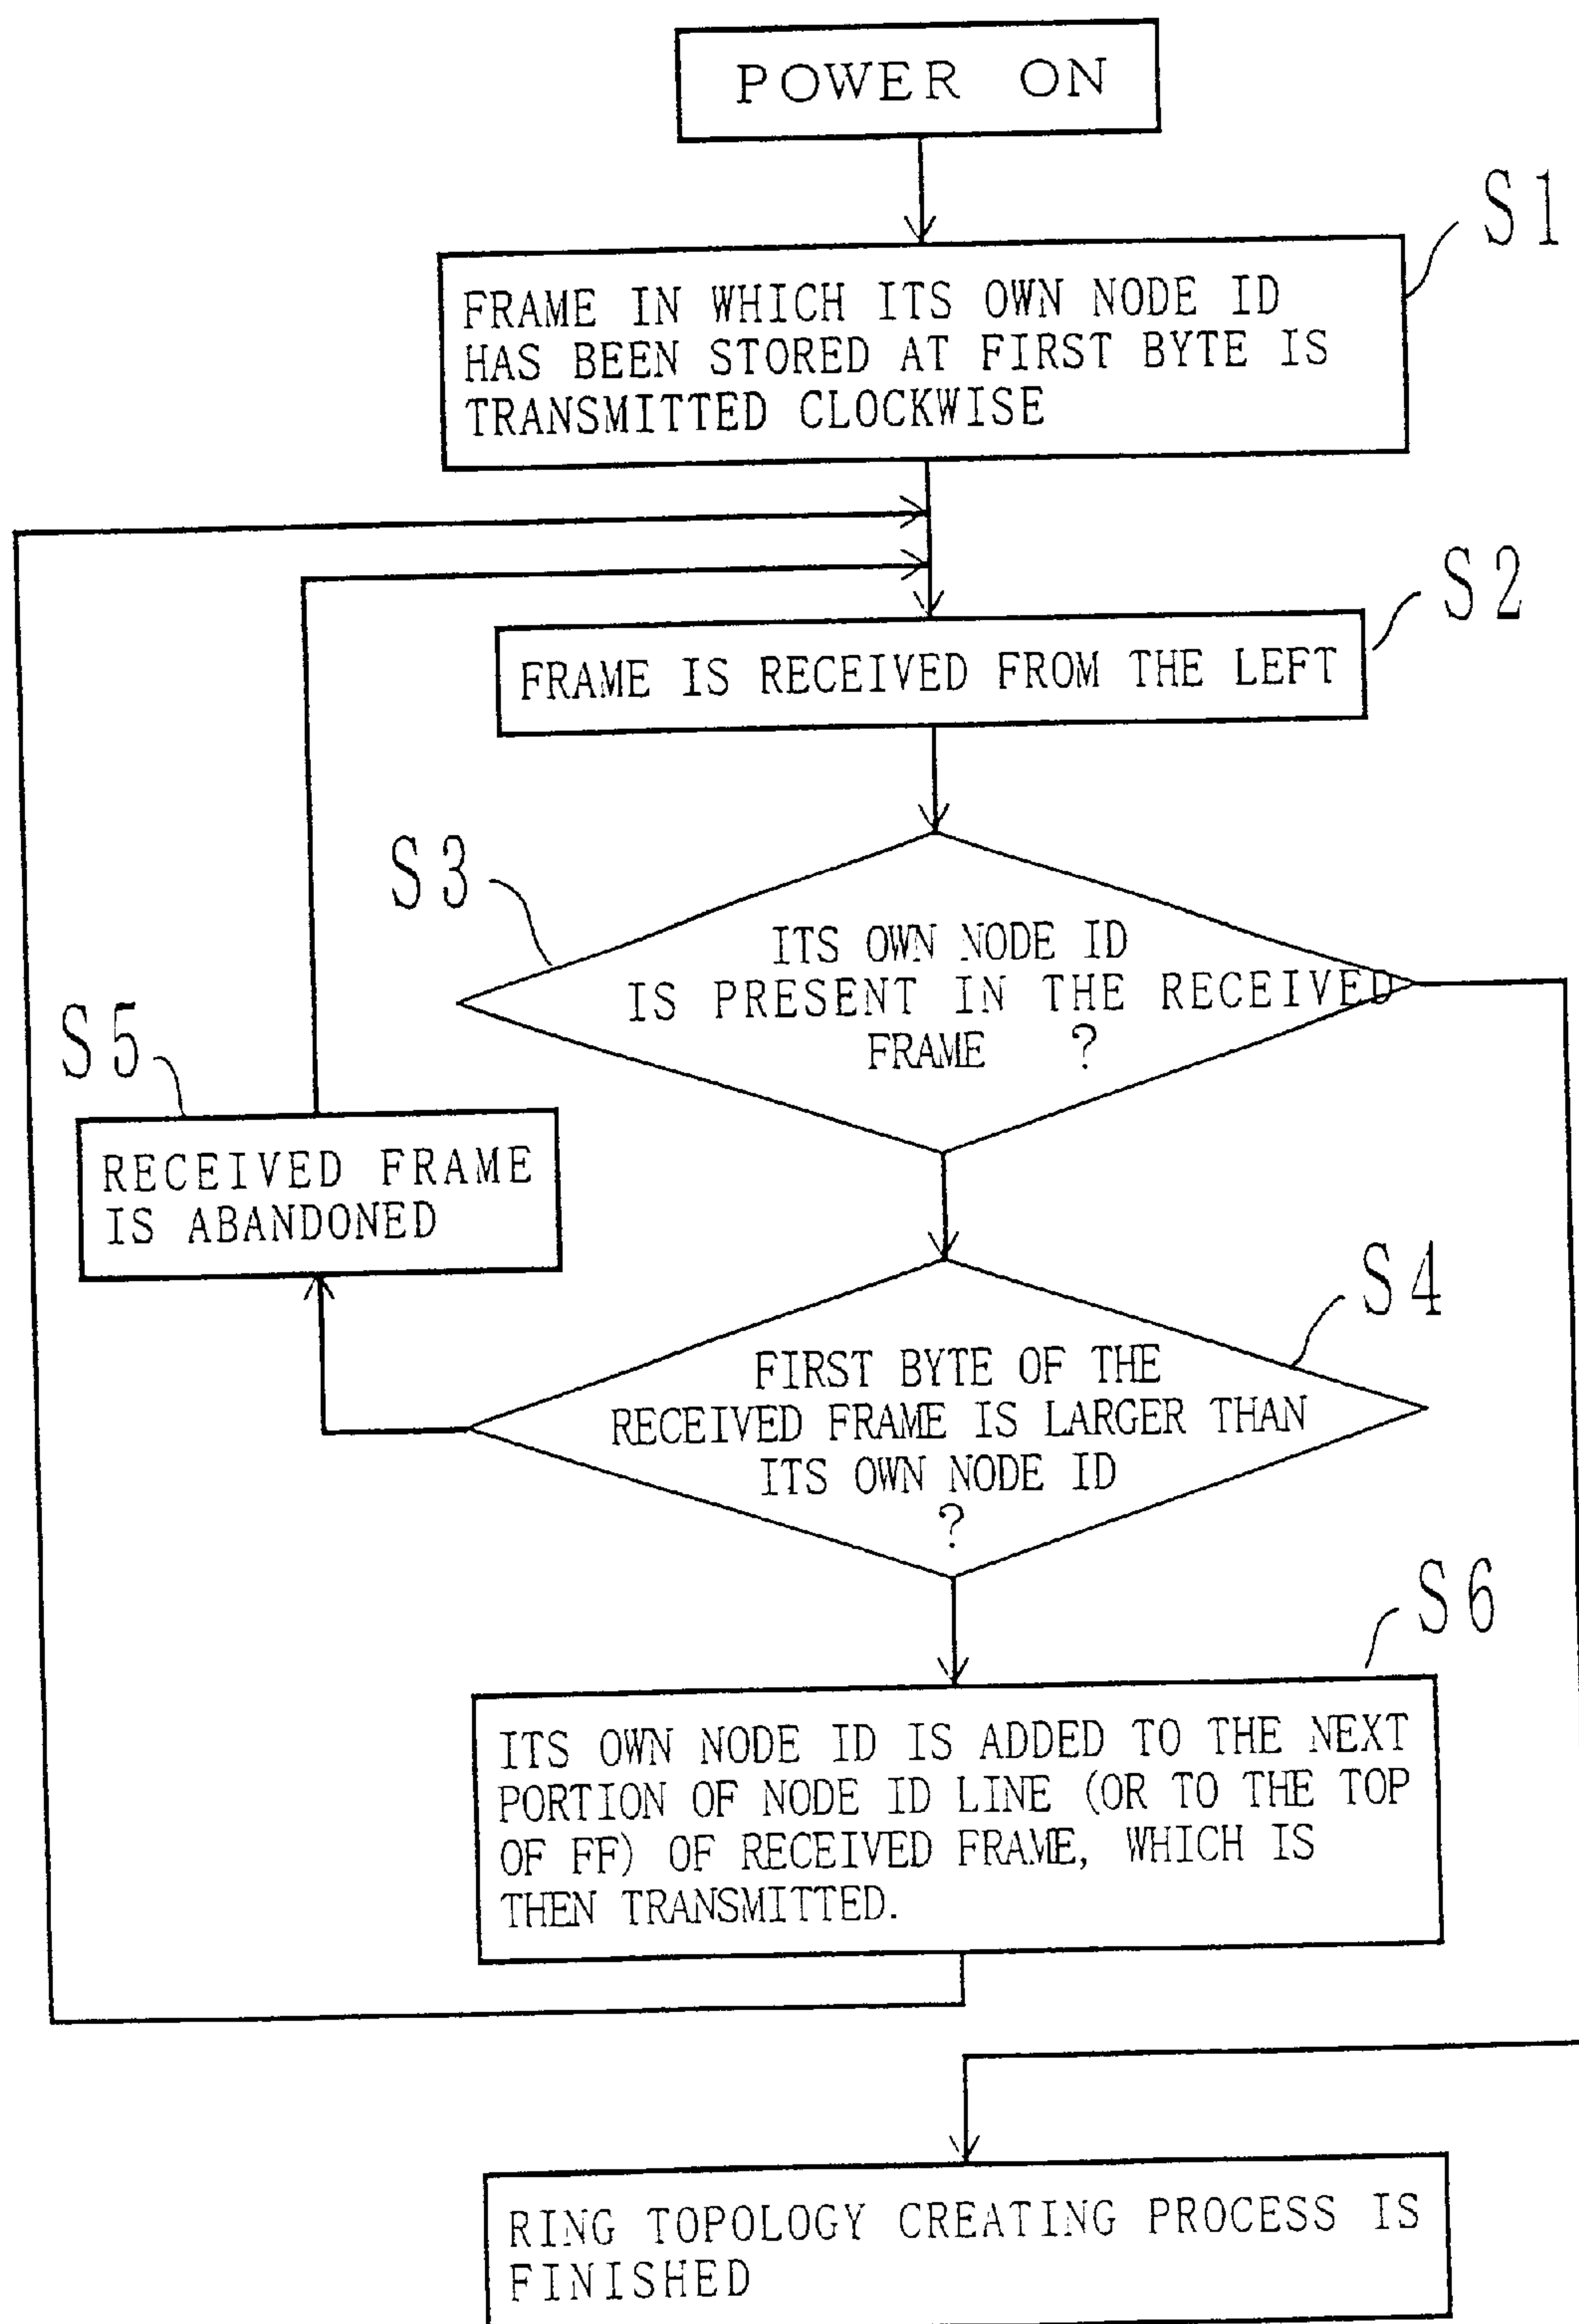 POWER ON
S1
FRAME IN WHICH ITS OWN NODE ID
HAS BEEN STORED AT FIRST BYTE IS
TRANSMITTED CLOCKWISE
S2
FRAME IS RECEIVED FROM THE LEFT
S3
ITS OWN NODE ID
IS PRESENT IN THE RECEIVED
FRAME ?
S5
RECEIVED FRAME
IS ABANDONED
S4
FIRST BYTE OF THE
RECEIVED FRAME IS LARGER THAN
ITS OWN NODE ID
?
S6
ITS OWN NODE ID IS ADDED TO THE NEXT
PORTION OF NODE ID LINE (OR TO THE TOP
OF FF) OF RECEIVED FRAME, WHICH IS
THEN TRANSMITTED.
RING TOPOLOGY CREATING PROCESS IS
FINISHED